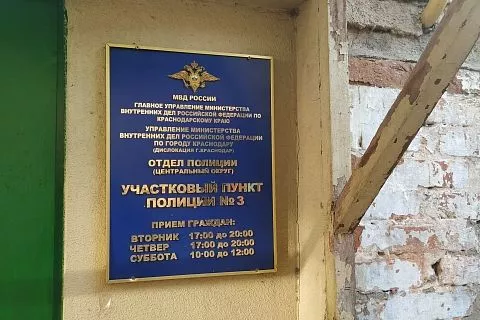 МВД РОССИИ
ГЛАВНОЕ УПРАВЛЕНИЕ МИНИСТЕРСТВА
ВНУТРЕННИХ ДЕЛ РОССИЙСКОЙ ФЕДЕРАЦИИ ПО
КРАСНОДАРСКОМУ КРАЮ
УПРАВЛЕНИЕ МИНИСТЕРСТВА
ВНУТРЕННИХ ДЕЛ РОССИЙСКОЙ ФЕДЕРАЦИИ
ПО ГОРОДУ КРАСНОДАРУ
(ДИСЛОКАЦИЯ Г.КРАСНОДАР)
ОТДЕЛ ПОЛИЦИИ
(ЦЕНТРАЛЬНЫЙ ОКРУГ)
УЧАСТКОВЫЙ ПУНКТ
ПОЛИЦИИ № 3
ПРИЕМ ГРАЖДАН:
ВТОРНИК 17:00 до 20:00
ЧЕТВЕР 17:00 до 20:00
СУББОТА 10:00 до 12:00